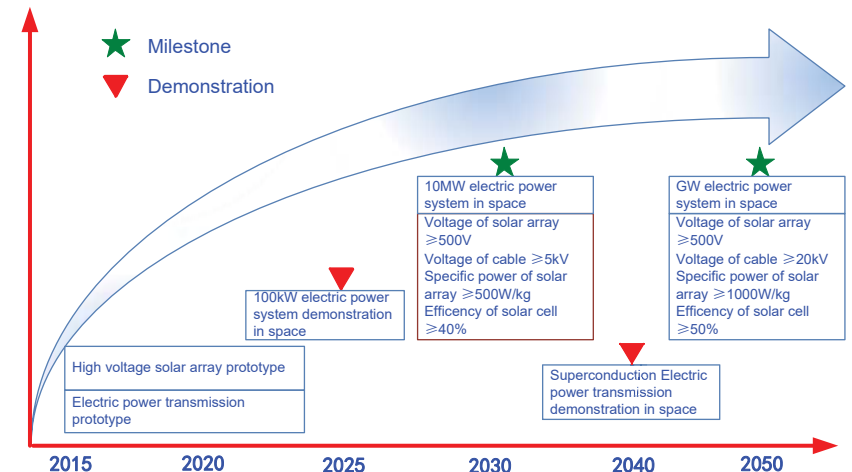 Milestone
Demonstration
10MW electric power
system in space
Voltage of solar array
≥500V
Voltage of cable ≥5kV
Specific power of solar
array ≥500W/kg
Efficency of solar cell
≥40%
GW electric power
system in space
Voltage of solar array
≥500V
Voltage of cable ≥20kV
Specific power of solar
array ≥1000W/kg
Efficency of solar cell
≥50%
100kW electric power
system demonstration
in space
High voltage solar array prototype
Electric power transmission
prototype
Superconduction Electric
power transmission
demonstration in space
2015
2020
2025
2030
2040
2050